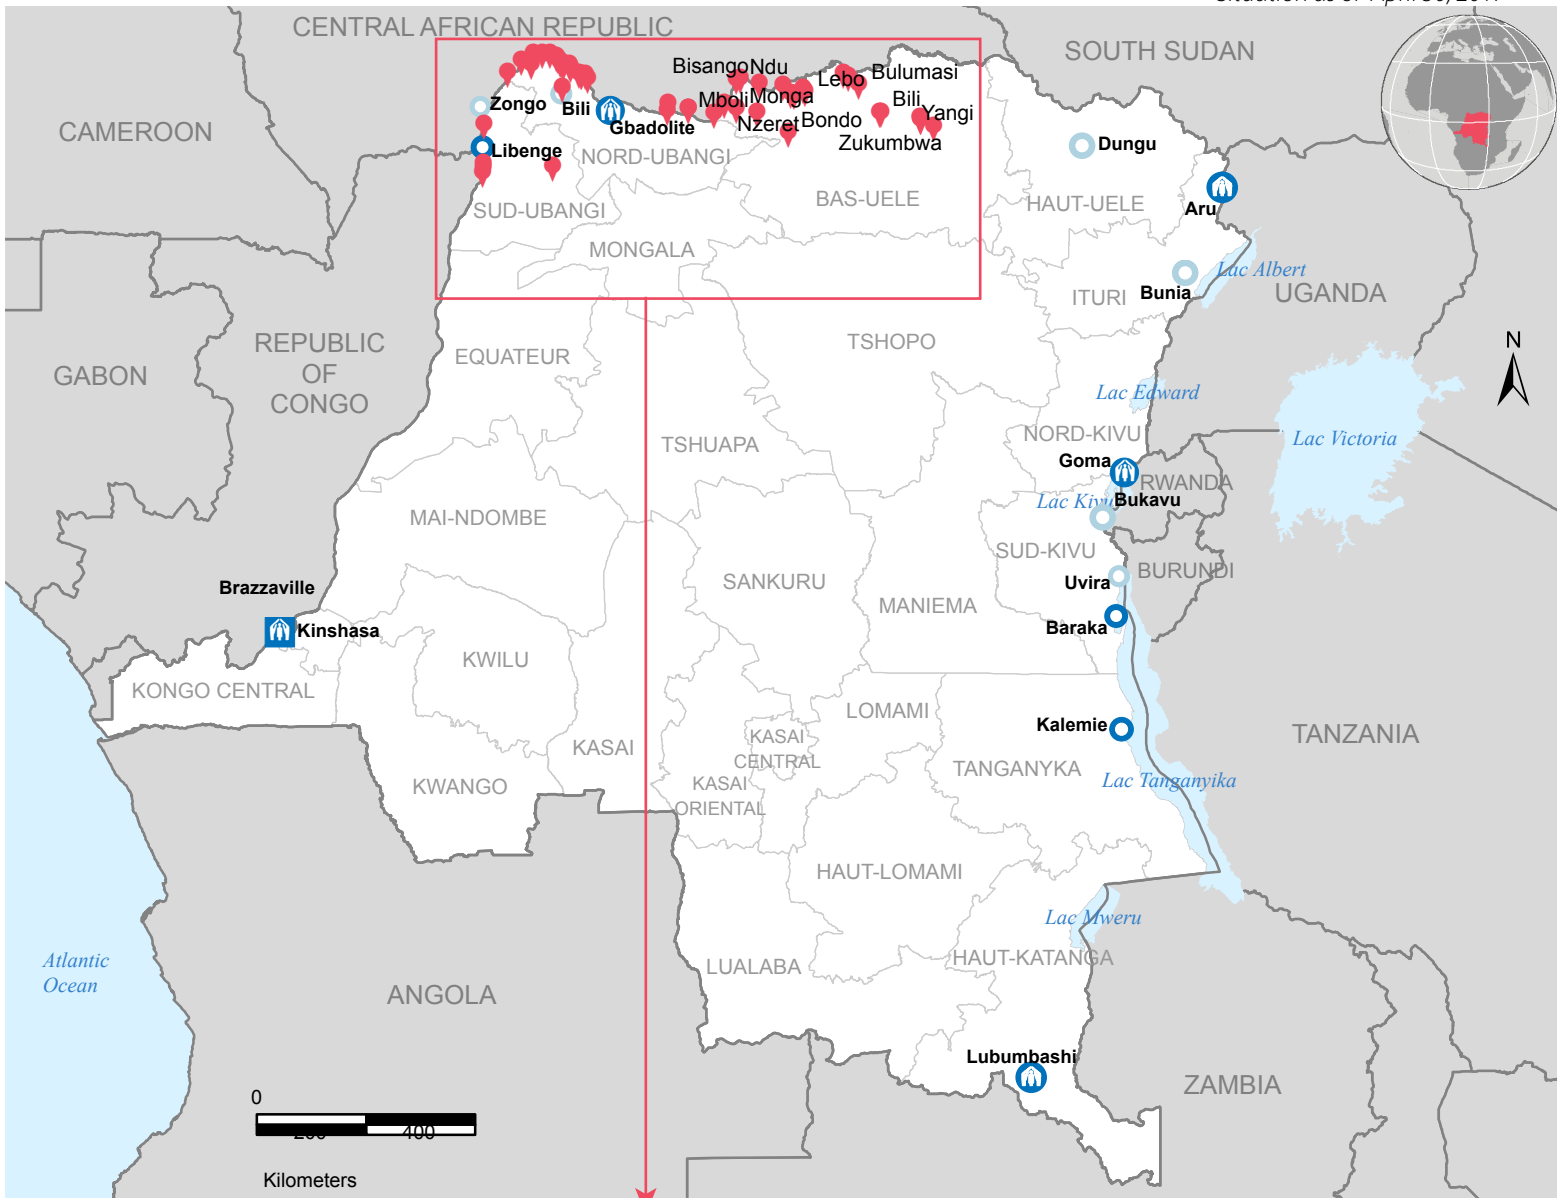 CENTRAL AFRICAN REPUBLIC
SOUTH SUDAN
CAMEROON
Bisango
Ndu
Lebo
Bulumasi
Zongo
Bili
Gbadolite
Mboli
Monga
Bili
Yangi
Nzeret
Bondo
Zukumbwa
Libenge
NORD-UBANGI
Dungu
SUD-UBANGI
BAS-UELE
HAUT-UELE
Aru
MONGALA
Lac Albert
Bunia
ITURI
UGANDA
REPUBLIC
OF
CONGO
GABON
EQUATEUR
TSHOPO
N
Lac Edward
TSHUAPA
NORD-KIVU
Lac Victoria
Goma
RWANDA
Lac Kivu
Bukavu
MAI-NDOMBE
SUD-KIVU
SANKURU
Uvira
BURUNDI
Brazzaville
MANIEMA
Kinshasa
Baraka
KWILU
KONGO CENTRAL
LOMAMI
Kalemie
KASAI
KASAI
CENTRAL
TANZANIA
TANGANYKA
KWANGO
KASAI
ORIENTAL
Lac Tanganyika
HAUT-LOMAMI
Lac Mweru
Atlantic
Ocean
LUALABA
HAUT-KATANGA
ANGOLA
Lubumbashi
ZAMBIA
0
200
400
Kilometers